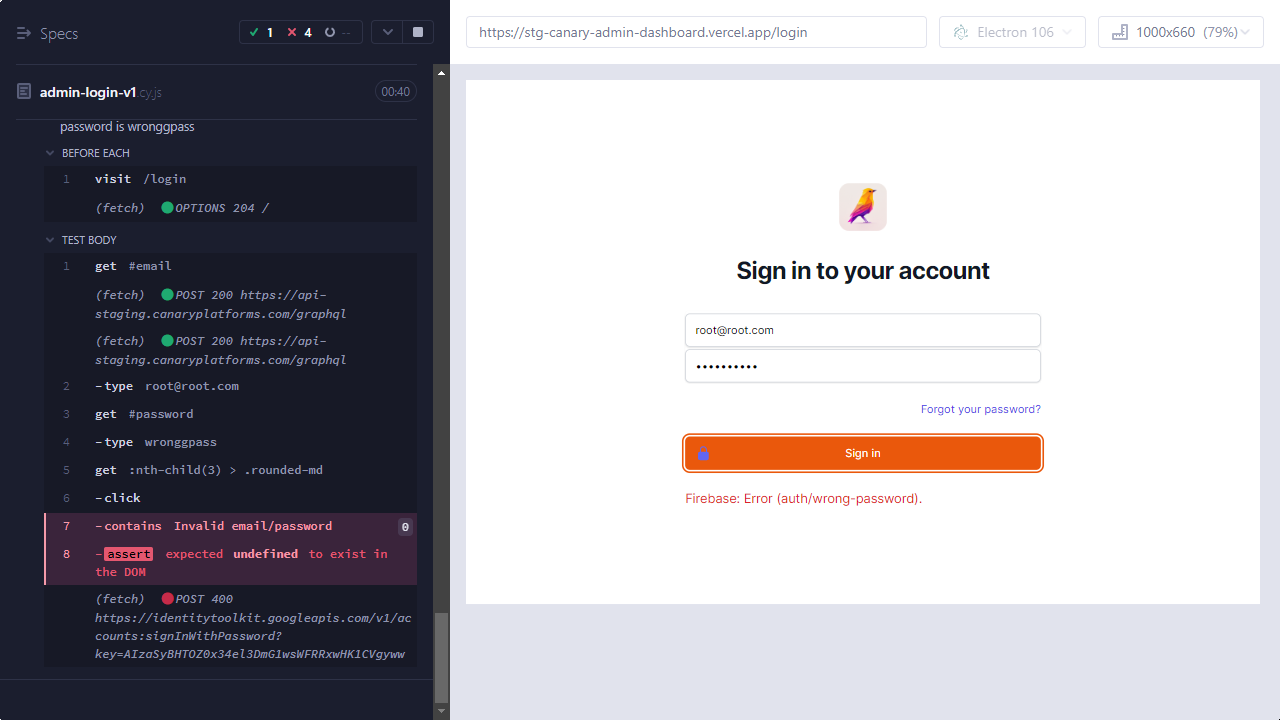 Specs
1
4
--
admin-login-v1.cy.js
00:40
password is wronggpass
BEFORE EACH
1 visit /login
(fetch) OPTIONS 204 /
TEST BODY
1 get #email
(fetch) POST 200 https://api-
staging.canaryplatforms.com/graphql
(fetch) POST 200 https://api-
staging.canaryplatforms.com/graphql
2 -type root@root.com
3 get #password
4 -type wronggpass
5 get :nth-child(3) > .rounded-md
6 -click
7 -contains Invalid email/password 0
8 -assert expected undefined to exist in
the DOM
(fetch) POST 400
https://identitytoolkit.googleapis.com/v1/ac
counts:signInWithPassword?
key=AIzaSyBHTOZ0x34el3DmG1wsWFRRxwHK1CVgyww
https://stg-canary-admin-dashboard.vercel.app/login
Electron 106
1000x660 (79%)
Sign in to your account
root@root.com
••••••••••
Forgot your password?
Sign in
Firebase: Error (auth/wrong-password).